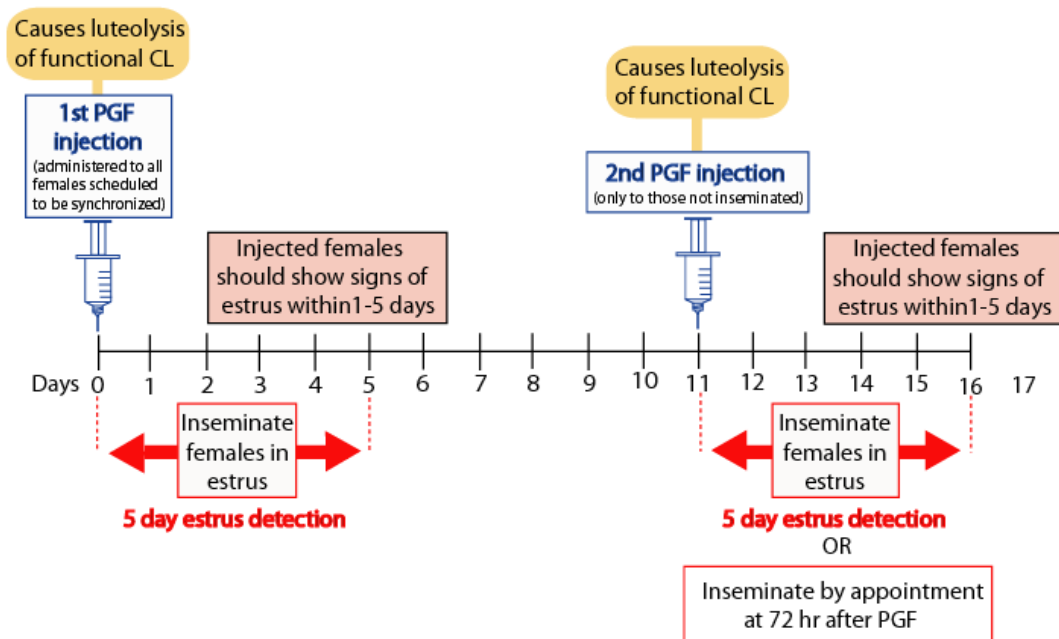 Causes luteolysis
of functional CL
1st PGF
injection
(administered to all
females scheduled
to be synchronized)
Causes luteolysis
of functional CL
2nd PGF injection
(only to those not inseminated)
Injected females
should show signs of
estrus within1-5 days
Injected females
should show signs of
estrus within1-5 days
Days 0 1 2 3 4 5 6 7 8 9 10 11 12 13 14 15 16 17
Inseminate
females in
estrus
5 day estrus detection
Inseminate
females in
estrus
5 day estrus detection
OR
Inseminate by appointment
at 72 hr after PGF